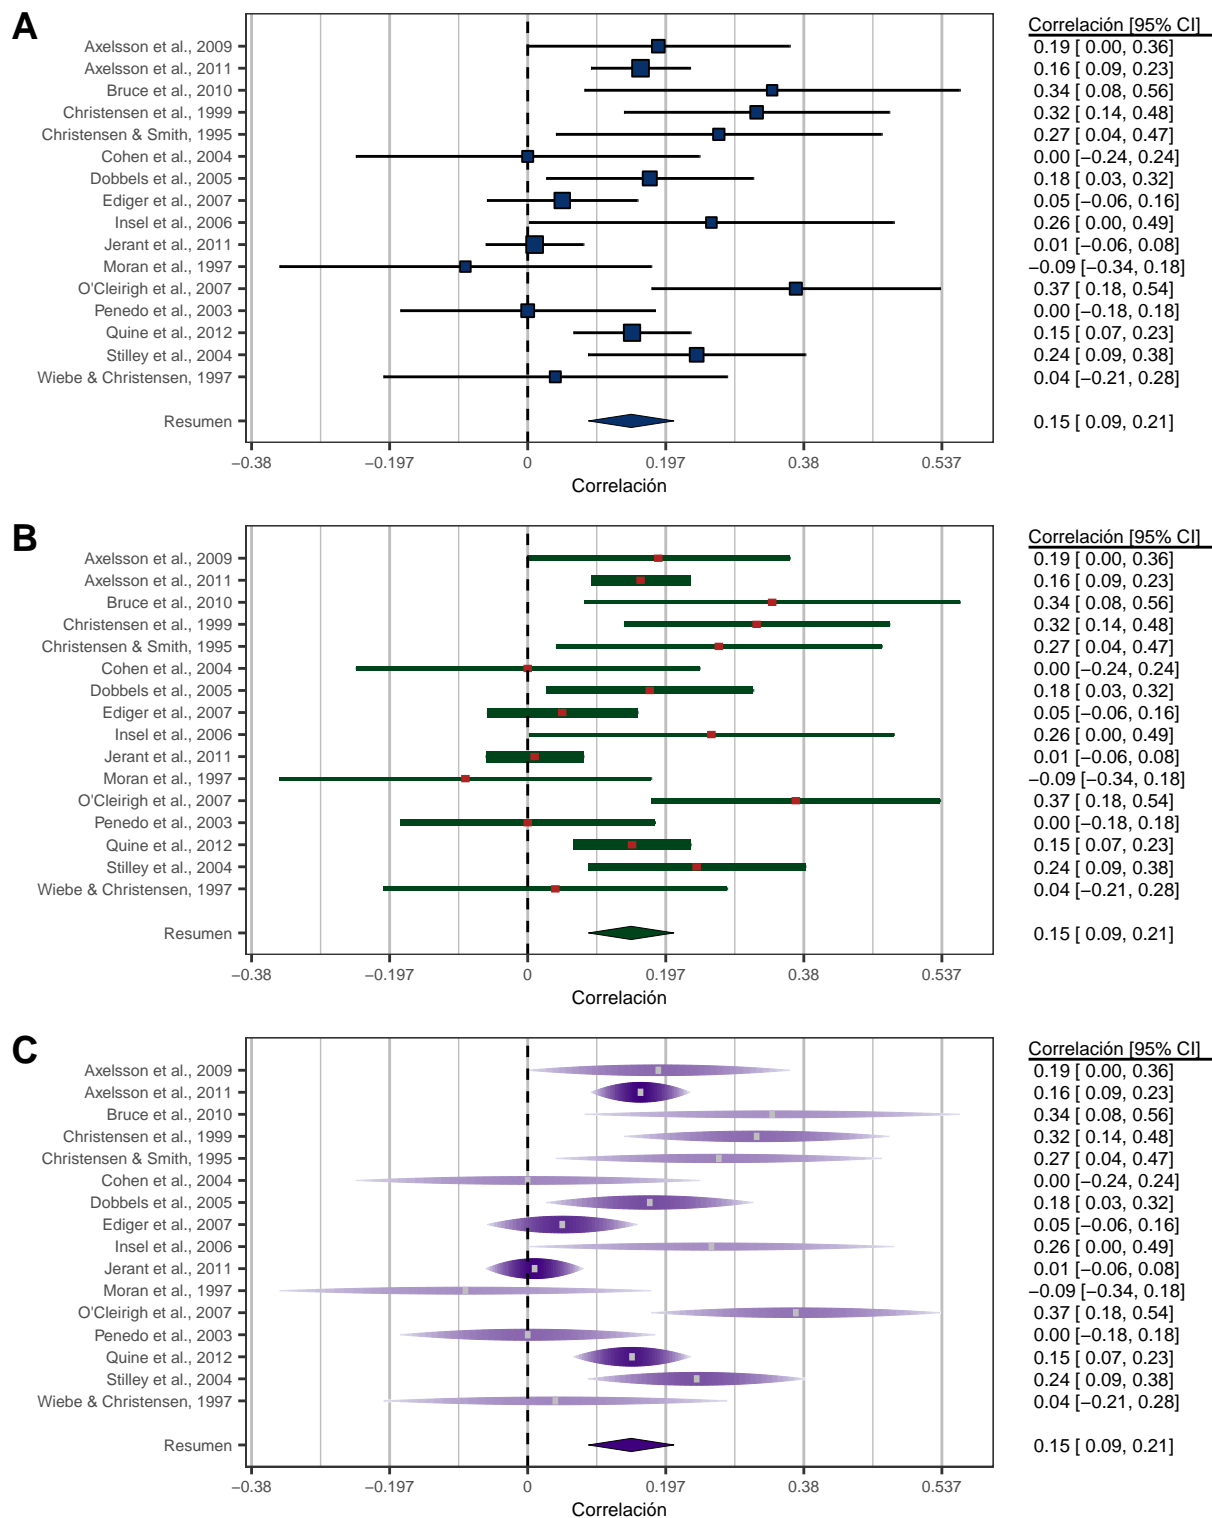 A
Correlación [95% CI]
Axelsson et al., 2009 0.19 [ 0.00, 0.36]
Axelsson et al., 2011 0.16 [ 0.09, 0.23]
Bruce et al., 2010 0.34 [ 0.08, 0.56]
Christensen et al., 1999 0.32 [ 0.14, 0.48]
Christensen & Smith, 1995 0.27 [ 0.04, 0.47]
Cohen et al., 2004 0.00 [−0.24, 0.24]
Dobbels et al., 2005 0.18 [ 0.03, 0.32]
Ediger et al., 2007 0.05 [−0.06, 0.16]
Insel et al., 2006 0.26 [ 0.00, 0.49]
Jerant et al., 2011 0.01 [−0.06, 0.08]
Moran et al., 1997 −0.09 [−0.34, 0.18]
O'Cleirigh et al., 2007 0.37 [ 0.18, 0.54]
Penedo et al., 2003 0.00 [−0.18, 0.18]
Quine et al., 2012 0.15 [ 0.07, 0.23]
Stilley et al., 2004 0.24 [ 0.09, 0.38]
Wiebe & Christensen, 1997 0.04 [−0.21, 0.28]
Resumen 0.15 [ 0.09, 0.21]
−0.38 −0.197 0 0.197 0.38 0.537
Correlación
B
Correlación [95% CI]
Axelsson et al., 2009 0.19 [ 0.00, 0.36]
Axelsson et al., 2011 0.16 [ 0.09, 0.23]
Bruce et al., 2010 0.34 [ 0.08, 0.56]
Christensen et al., 1999 0.32 [ 0.14, 0.48]
Christensen & Smith, 1995 0.27 [ 0.04, 0.47]
Cohen et al., 2004 0.00 [−0.24, 0.24]
Dobbels et al., 2005 0.18 [ 0.03, 0.32]
Ediger et al., 2007 0.05 [−0.06, 0.16]
Insel et al., 2006 0.26 [ 0.00, 0.49]
Jerant et al., 2011 0.01 [−0.06, 0.08]
Moran et al., 1997 −0.09 [−0.34, 0.18]
O'Cleirigh et al., 2007 0.37 [ 0.18, 0.54]
Penedo et al., 2003 0.00 [−0.18, 0.18]
Quine et al., 2012 0.15 [ 0.07, 0.23]
Stilley et al., 2004 0.24 [ 0.09, 0.38]
Wiebe & Christensen, 1997 0.04 [−0.21, 0.28]
Resumen 0.15 [ 0.09, 0.21]
−0.38 −0.197 0 0.197 0.38 0.537
Correlación
C
Correlación [95% CI]
Axelsson et al., 2009 0.19 [ 0.00, 0.36]
Axelsson et al., 2011 0.16 [ 0.09, 0.23]
Bruce et al., 2010 0.34 [ 0.08, 0.56]
Christensen et al., 1999 0.32 [ 0.14, 0.48]
Christensen & Smith, 1995 0.27 [ 0.04, 0.47]
Cohen et al., 2004 0.00 [−0.24, 0.24]
Dobbels et al., 2005 0.18 [ 0.03, 0.32]
Ediger et al., 2007 0.05 [−0.06, 0.16]
Insel et al., 2006 0.26 [ 0.00, 0.49]
Jerant et al., 2011 0.01 [−0.06, 0.08]
Moran et al., 1997 −0.09 [−0.34, 0.18]
O'Cleirigh et al., 2007 0.37 [ 0.18, 0.54]
Penedo et al., 2003 0.00 [−0.18, 0.18]
Quine et al., 2012 0.15 [ 0.07, 0.23]
Stilley et al., 2004 0.24 [ 0.09, 0.38]
Wiebe & Christensen, 1997 0.04 [−0.21, 0.28]
Resumen 0.15 [ 0.09, 0.21]
−0.38 −0.197 0 0.197 0.38 0.537
Correlación